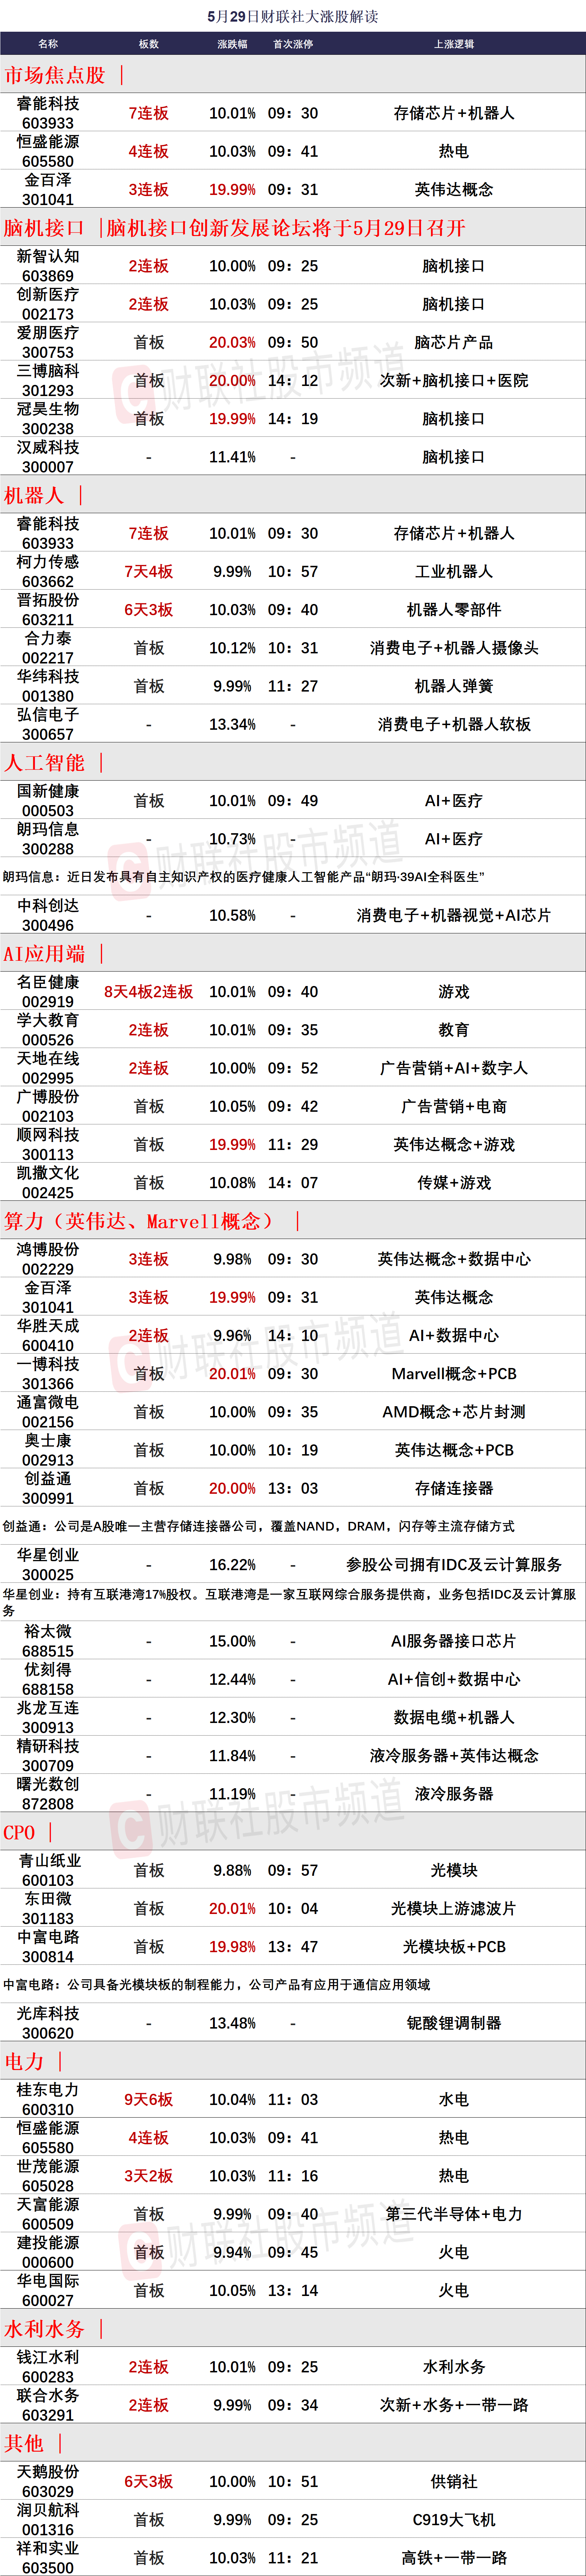 5月29日财联社大涨股解读
名称 板数 涨跌幅 首次涨停 上涨逻辑
市场焦点股 |
睿能科技
603933 7连板 10.01% 09：30 存储芯片+机器人
恒盛能源
605580 4连板 10.03% 09：41 热电
金百泽
301041 3连板 19.99% 09：31 英伟达概念
脑机接口 |脑机接口创新发展论坛将于5月29日召开
新智认知
603869 2连板 10.00% 09：25 脑机接口
创新医疗
002173 2连板 10.03% 09：25 脑机接口
爱朋医疗
300753 首板 20.03% 09：50 脑芯片产品
三博脑科
301293 首板 20.00% 14：12 次新+脑机接口+医院
冠昊生物
300238 首板 19.99% 14：19 脑机接口
汉威科技
300007 - 11.41% - 脑机接口
财联社股市频道
机器人 |
睿能科技
603933 7连板 10.01% 09：30 存储芯片+机器人
柯力传感
603662 7天4板 9.99% 10：57 工业机器人
晋拓股份
603211 6天3板 10.03% 09：40 机器人零部件
合力泰
002217 首板 10.12% 10：31 消费电子+机器人摄像头
华纬科技
001380 首板 9.99% 11：27 机器人弹簧
弘信电子
300657 - 13.34% - 消费电子+机器人软板
人工智能 |
国新健康
000503 首板 10.01% 09：49 AI+医疗
朗玛信息
300288 - 10.73% - AI+医疗
财联社股市频道
朗玛信息：近日发布具有自主知识产权的医疗健康人工智能产品“朗玛·39AI全科医生”
中科创达
300496 - 10.58% - 消费电子+机器视觉+AI芯片
AI应用端 |
名臣健康
002919 8天4板2连板 10.01% 09：40 游戏
学大教育
000526 2连板 10.01% 09：35 教育
天地在线
002995 2连板 10.00% 09：52 广告营销+AI+数字人
广博股份
002103 首板 10.05% 09：42 广告营销+电商
顺网科技
300113 首板 19.99% 11：29 英伟达概念+游戏
凯撒文化
002425 首板 10.08% 14：07 传媒+游戏
算力（英伟达、Marvell概念） |
鸿博股份
002229 3连板 9.98% 09：30 英伟达概念+数据中心
金百泽
301041 3连板 19.99% 09：31 英伟达概念
华胜天成
600410 2连板 9.96% 14：10 AI+数据中心
财联社股市频道
一博科技
301366 首板 20.01% 09：30 Marvell概念+PCB
通富微电
002156 首板 10.00% 09：35 AMD概念+芯片封测
奥士康
002913 首板 10.00% 10：19 英伟达概念+PCB
创益通
300991 首板 20.00% 13：03 存储连接器
创益通：公司是A股唯一主营存储连接器公司，覆盖NAND，DRAM，闪存等主流存储方式
华星创业
300025 - 16.22% - 参股公司拥有IDC及云计算服务
华星创业：持有互联港湾17%股权。互联港湾是一家互联网综合服务提供商，业务包括IDC及云计算服
务
裕太微
688515 - 15.00% - AI服务器接口芯片
优刻得
688158 - 12.44% - AI+信创+数据中心
兆龙互连
300913 - 12.30% - 数据电缆+机器人
精研科技
300709 - 11.84% - 液冷服务器+英伟达概念
曙光数创
872808 - 11.19% - 液冷服务器
财联社股市频道
CPO |
青山纸业
600103 首板 9.88% 09：57 光模块
东田微
301183 首板 20.01% 10：04 光模块上游滤波片
中富电路
300814 首板 19.98% 13：47 光模块板+PCB
中富电路：公司具备光模块板的制程能力，公司产品有应用于通信应用领域
光库科技
300620 - 13.48% - 铌酸锂调制器
电力 |
桂东电力
600310 9天6板 10.04% 11：03 水电
恒盛能源
605580 4连板 10.03% 09：41 热电
世茂能源
605028 3天2板 10.03% 11：16 热电
天富能源
600509 首板 9.99% 09：40 第三代半导体+电力
财联社股市频道
建投能源
000600 首板 9.94% 09：45 火电
华电国际
600027 首板 10.05% 13：14 火电
水利水务 |
钱江水利
600283 2连板 10.01% 09：25 水利水务
联合水务
603291 2连板 9.99% 09：34 次新+水务+一带一路
其他 |
天鹅股份
603029 6天3板 10.00% 10：51 供销社
润贝航科
001316 首板 9.99% 09：25 C919大飞机
祥和实业
603500 首板 10.03% 11：21 高铁+一带一路